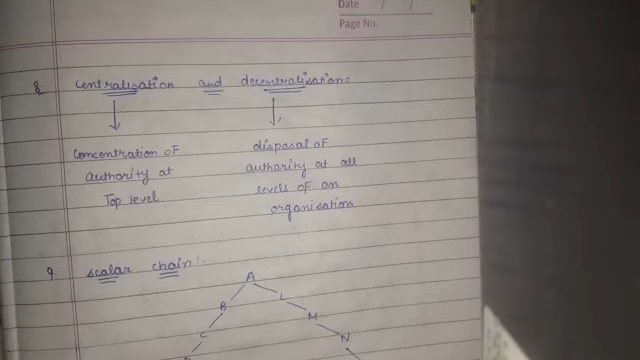 Date / /
Page No.
8 Centralisation and decentralisation:-
Concentration of
authority at
Top level
disposal of
authority at all
levels of an
organisation
9. scalar chain:-
A
B L
C M
N